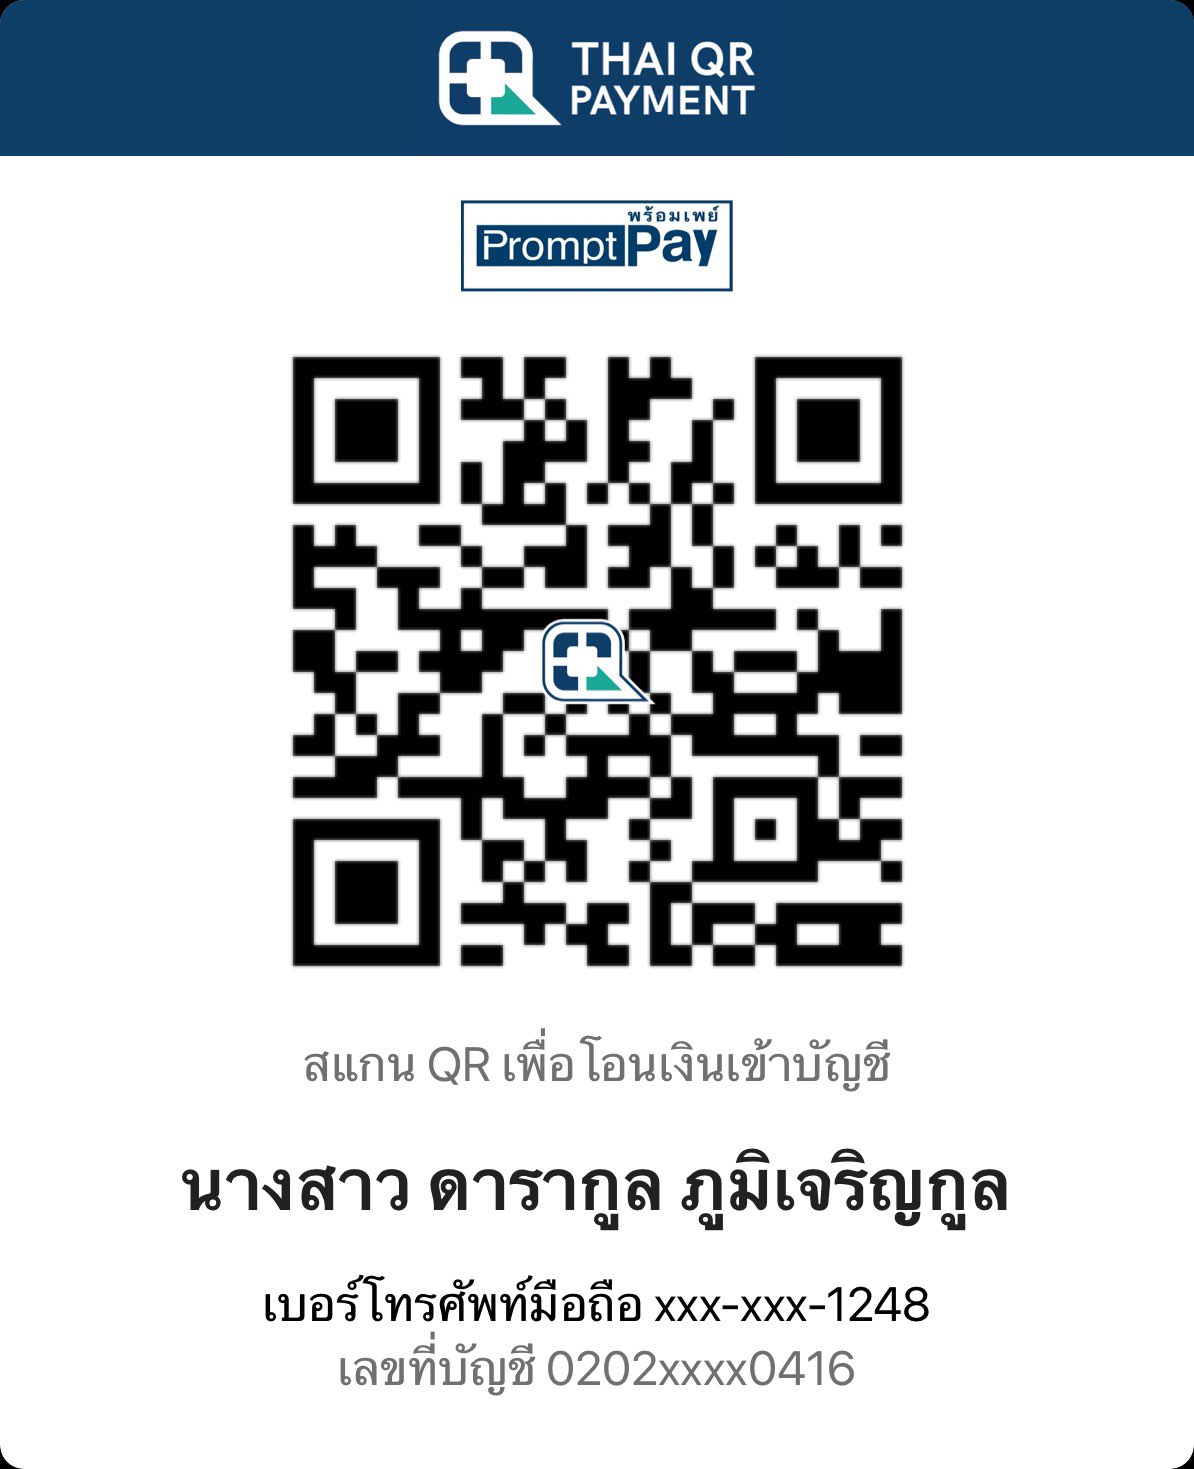 THAI QR
PAYMENT
พร้อมเพย์
PromptPay
สแกน QR เพื่อโอนเงินเข้าบัญชี
นางสาว ดารากูล ภูมิเจริญกูล
เบอร์โทรศัพท์มือถือ xxx-xxx-1248
เลขที่บัญชี 0202xxxx0416